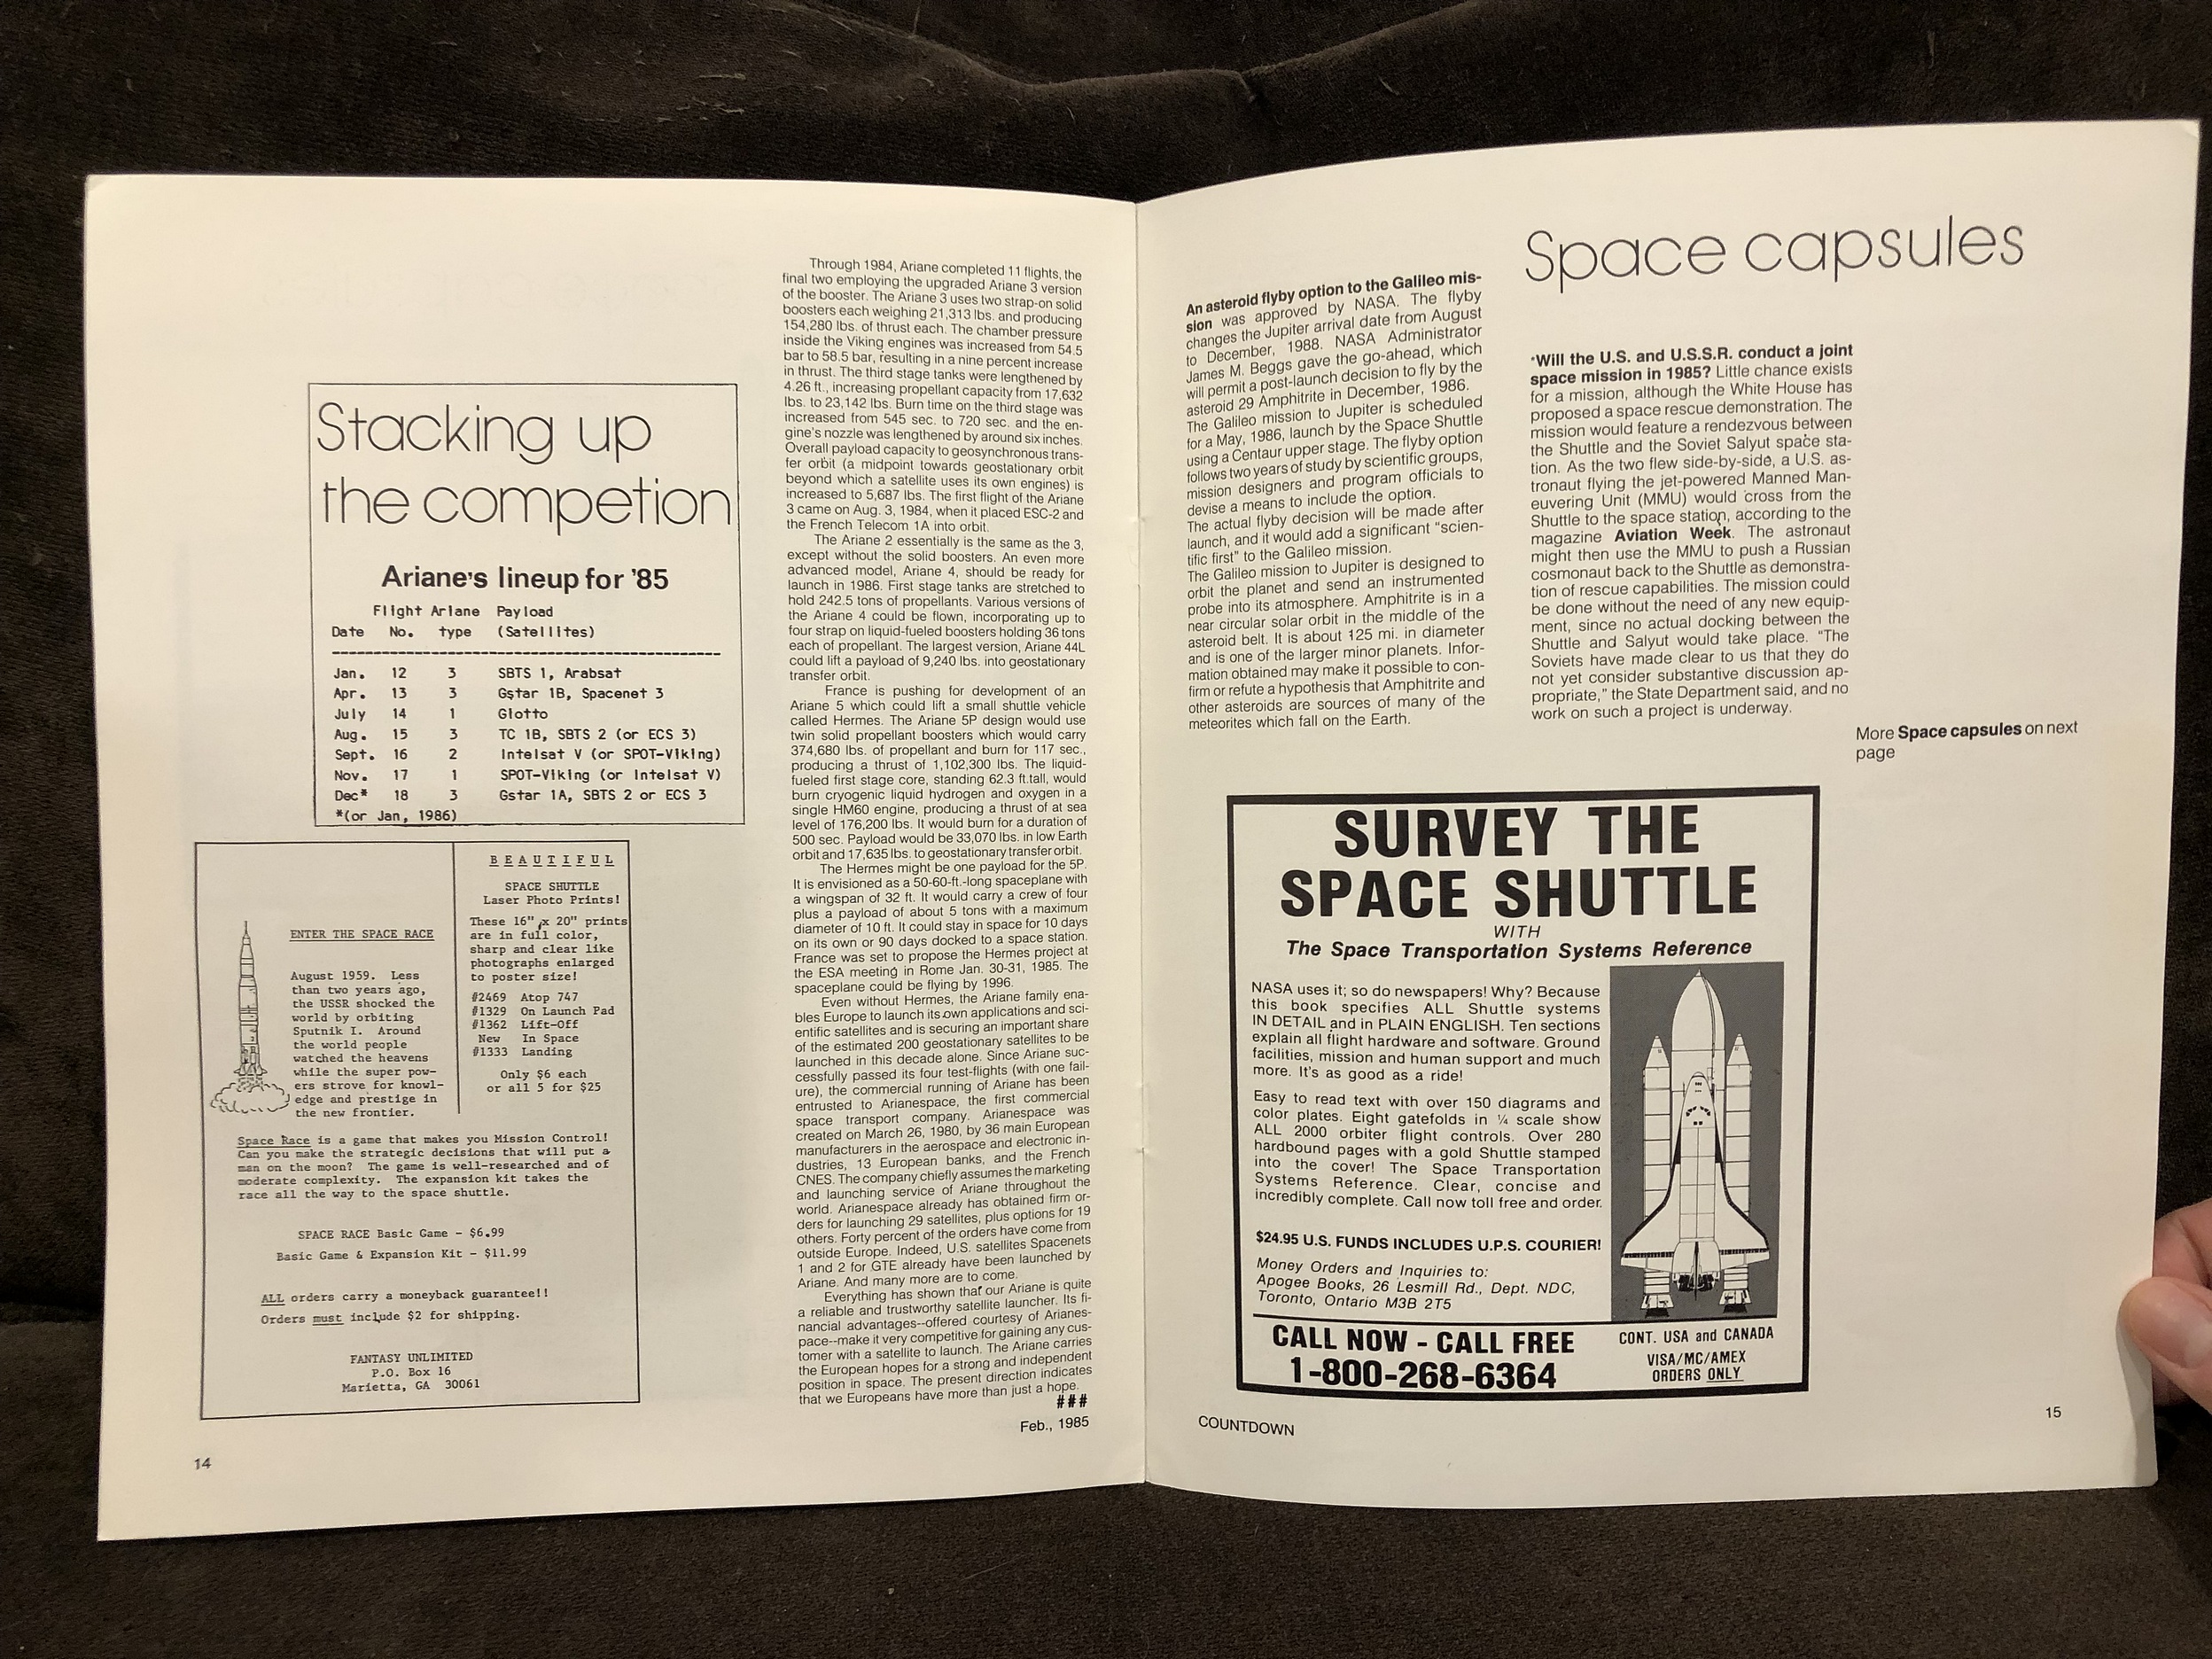 Stacking up
the competion
Ariane's lineup for '85
Flight Ariane Payload
Date No. type (Satellites)
Jan. 12 3 SBTS 1, Arabsat
Apr. 13 3 Gstar 1B, Spacenet 3
July 14 1 Giotto
Aug. 15 3 TC 1B, SBTS 2 (or ECS 3)
Sept. 16 2 Intelsat V (or SPOT-Viking)
Nov. 17 1 SPOT-Viking (or Intelsat V)
Dec* 18 3 Gstar 1A, SBTS 2 or ECS 3
*(or Jan, 1986)
ENTER THE SPACE RACE
August 1959. Less
than two years ago,
the USSR shocked the
world by orbiting
Sputnik I. Around
the world people
watched the heavens
while the super pow-
ers strove for knowl-
edge and prestige in
the new frontier.
BEAUTIFUL
SPACE SHUTTLE
Laser Photo Prints!
These 16" x 20" prints
are in full color,
sharp and clear like
photographs enlarged
to poster size!
#2469 Atop 747
#1329 On Launch Pad
#1362 Lift-Off
New In Space
#1333 Landing
Only $6 each
or all 5 for $25
Space Race is a game that makes you Mission Control!
Can you make the strategic decisions that will put a
man on the moon? The game is well-researched and of
moderate complexity. The expansion kit takes the
race all the way to the space shuttle.
SPACE RACE Basic Game - $6.99
Basic Game & Expansion Kit - $11.99
ALL orders carry a moneyback guarantee!!
Orders must include $2 for shipping.
FANTASY UNLIMITED
P.O. Box 16
Marietta, GA 30061
14
Through 1984, Ariane completed 11 flights, the
final two employing the upgraded Ariane 3 version
of the booster. The Ariane 3 uses two strap-on solid
boosters each weighing 21,313 lbs. and producing
154,280 lbs. of thrust each. The chamber pressure
inside the Viking engines was increased from 54.5
bar to 58.5 bar, resulting in a nine percent increase
in thrust. The third stage tanks were lengthened by
4.26 ft., increasing propellant capacity from 17,632
lbs. to 23,142 lbs. Burn time on the third stage was
increased from 545 sec. to 720 sec. and the en-
gine's nozzle was lengthened by around six inches.
Overall payload capacity to geosynchronous trans-
fer orbit (a midpoint towards geostationary orbit
beyond which a satellite uses its own engines) is
increased to 5,687 lbs. The first flight of the Ariane
3 came on Aug. 3, 1984, when it placed ESC-2 and
the French Telecom 1A into orbit.
The Ariane 2 essentially is the same as the 3,
except without the solid boosters. An even more
advanced model, Ariane 4, should be ready for
launch in 1986. First stage tanks are stretched to
hold 242.5 tons of propellants. Various versions of
the Ariane 4 could be flown, incorporating up to
four strap on liquid-fueled boosters holding 36 tons
each of propellant. The largest version, Ariane 44L
could lift a payload of 9,240 lbs. into geostationary
transfer orbit.
France is pushing for development of an
Ariane 5 which could lift a small shuttle vehicle
called Hermes. The Ariane 5P design would use
twin solid propellant boosters which would carry
374,680 lbs. of propellant and burn for 117 sec.,
producing a thrust of 1,102,300 lbs. The liquid-
fueled first stage core, standing 62.3 ft.tall, would
burn cryogenic liquid hydrogen and oxygen in a
single HM60 engine, producing a thrust of at sea
level of 176,200 lbs. It would burn for a duration of
500 sec. Payload would be 33,070 lbs. in low Earth
orbit and 17,635 lbs. to geostationary transfer orbit.
The Hermes might be one payload for the 5P.
It is envisioned as a 50-60-ft.-long spaceplane with
a wingspan of 32 ft. It would carry a crew of four
plus a payload of about 5 tons with a maximum
diameter of 10 ft. It could stay in space for 10 days
on its own or 90 days docked to a space station.
France was set to propose the Hermes project at
the ESA meeting in Rome Jan. 30-31, 1985. The
spaceplane could be flying by 1996.
Even without Hermes, the Ariane family ena-
bles Europe to launch its own applications and sci-
entific satellites and is securing an important share
of the estimated 200 geostationary satellites to be
launched in this decade alone. Since Ariane suc-
cessfully passed its four test-flights (with one fail-
ure), the commercial running of Ariane has been
entrusted to Arianespace, the first commercial
space transport company. Arianespace was
created on March 26, 1980, by 36 main European
manufacturers in the aerospace and electronic in-
dustries, 13 European banks, and the French
CNES. The company chiefly assumes the marketing
and launching service of Ariane throughout the
world. Arianespace already has obtained firm or-
ders for launching 29 satellites, plus options for 19
others. Forty percent of the orders have come from
outside Europe. Indeed, U.S. satellites Spacenets
1 and 2 for GTE already have been launched by
Ariane. And many more are to come.
Everything has shown that our Ariane is quite
a reliable and trustworthy satellite launcher. Its fi-
nancial advantages--offered courtesy of Arianes-
pace--make it very competitive for gaining any cus-
tomer with a satellite to launch. The Ariane carries
the European hopes for a strong and independent
position in space. The present direction indicates
that we Europeans have more than just a hope.
###
Feb., 1985
Space capsules
An asteroid flyby option to the Galileo mis-
sion was approved by NASA. The flyby
changes the Jupiter arrival date from August
to December, 1988. NASA Administrator
James M. Beggs gave the go-ahead, which
will permit a post-launch decision to fly by the
asteroid 29 Amphitrite in December, 1986.
The Galileo mission to Jupiter is scheduled
for a May, 1986, launch by the Space Shuttle
using a Centaur upper stage. The flyby option
follows two years of study by scientific groups,
mission designers and program officials to
devise a means to include the option.
The actual flyby decision will be made after
launch, and it would add a significant "scien-
tific first" to the Galileo mission.
The Galileo mission to Jupiter is designed to
orbit the planet and send an instrumented
probe into its atmosphere. Amphitrite is in a
near circular solar orbit in the middle of the
asteroid belt. It is about 125 mi. in diameter
and is one of the larger minor planets. Infor-
mation obtained may make it possible to con-
firm or refute a hypothesis that Amphitrite and
other asteroids are sources of many of the
meteorites which fall on the Earth.
·Will the U.S. and U.S.S.R. conduct a joint
space mission in 1985? Little chance exists
for a mission, although the White House has
proposed a space rescue demonstration. The
mission would feature a rendezvous between
the Shuttle and the Soviet Salyut space sta-
tion. As the two flew side-by-side, a U.S. as-
tronaut flying the jet-powered Manned Man-
euvering Unit (MMU) would cross from the
Shuttle to the space station, according to the
magazine Aviation Week. The astronaut
might then use the MMU to push a Russian
cosmonaut back to the Shuttle as demonstra-
tion of rescue capabilities. The mission could
be done without the need of any new equip-
ment, since no actual docking between the
Shuttle and Salyut would take place. "The
Soviets have made clear to us that they do
not yet consider substantive discussion ap-
propriate," the State Department said, and no
work on such a project is underway.
More Space capsules on next
page
SURVEY THE
SPACE SHUTTLE
WITH
The Space Transportation Systems Reference
NASA uses it; so do newspapers! Why? Because
this book specifies ALL Shuttle systems
IN DETAIL and in PLAIN ENGLISH. Ten sections
explain all flight hardware and software. Ground
facilities, mission and human support and much
more. It's as good as a ride!
Easy to read text with over 150 diagrams and
color plates. Eight gatefolds in ¼ scale show
ALL 2000 orbiter flight controls. Over 280
hardbound pages with a gold Shuttle stamped
into the cover! The Space Transportation
Systems Reference. Clear, concise and
incredibly complete. Call now toll free and order.
$24.95 U.S. FUNDS INCLUDES U.P.S. COURIER!
Money Orders and Inquiries to:
Apogee Books, 26 Lesmill Rd., Dept. NDC,
Toronto, Ontario M3B 2T5
CALL NOW - CALL FREE
1-800-268-6364
CONT. USA and CANADA
VISA/MC/AMEX
ORDERS ONLY
COUNTDOWN
15